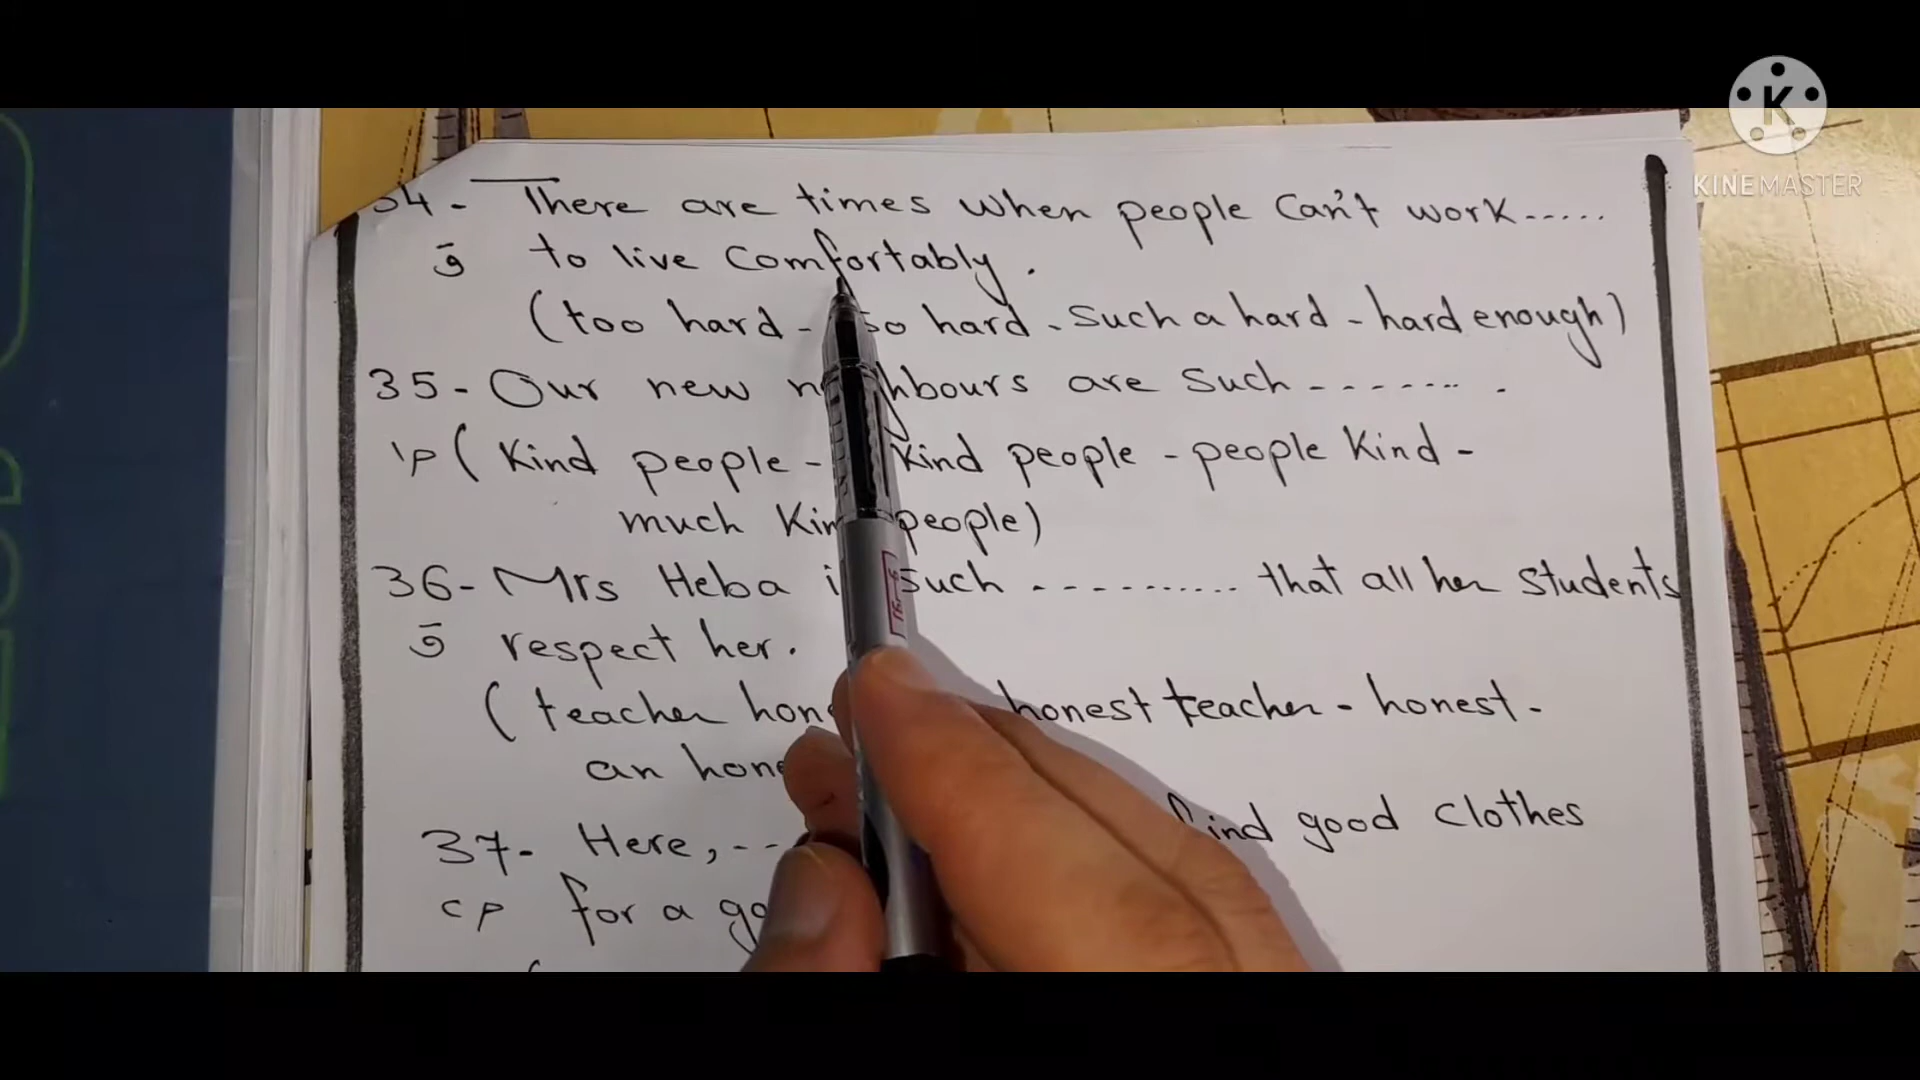 34- There are times when people can't work.....
to live comfortably.
(too hard - so hard - such a hard - hard enough)
35- Our new neighbours are such ------- .
(Kind people - kind people - people kind -
much kind people)
36- Mrs Heba is such ---------- that all her students
respect her.
(teacher honest teacher - honest -
an
37- Here, --- find good clothes
for a
KINEMASTER